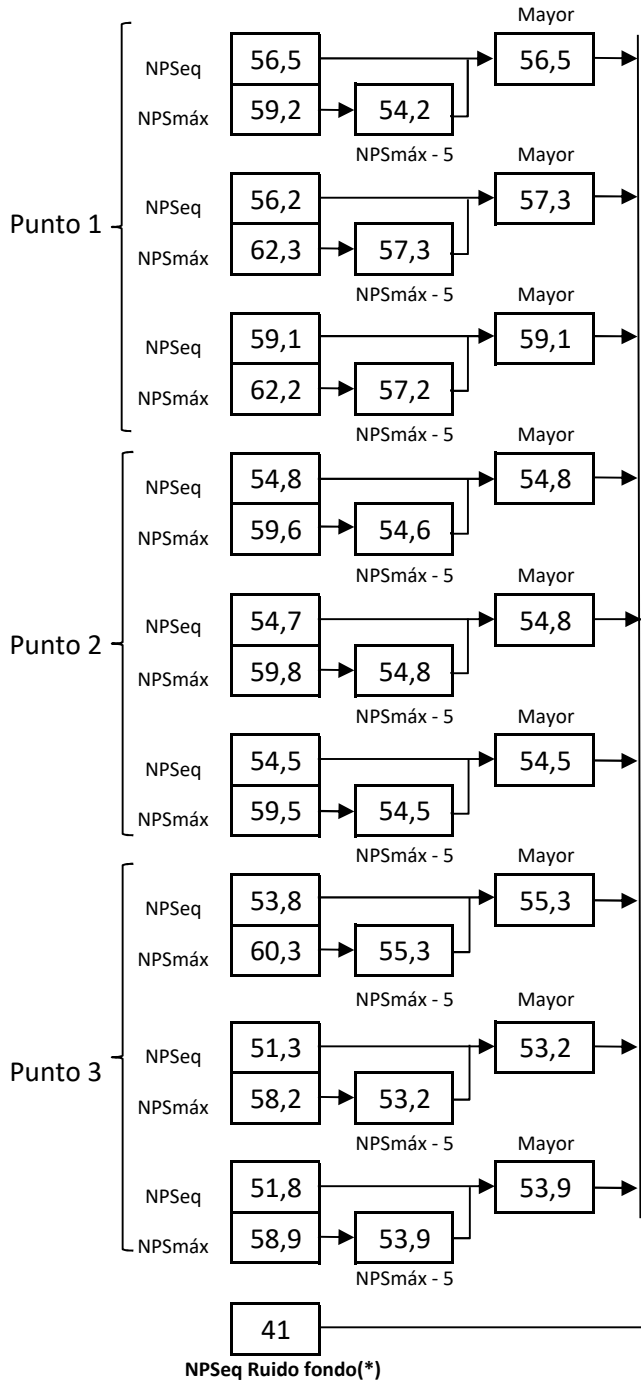 Mayor
NPSeq 56,5 56,5
NPSmáx 59,2 54,2
NPSmáx - 5 Mayor
Punto 1
NPSeq 56,2 57,3
NPSmáx 62,3 57,3
NPSmáx - 5 Mayor
NPSeq 59,1 59,1
NPSmáx 62,2 57,2
NPSmáx - 5 Mayor
NPSeq 54,8 54,8
NPSmáx 59,6 54,6
NPSmáx - 5 Mayor
Punto 2
NPSeq 54,7 54,8
NPSmáx 59,8 54,8
NPSmáx - 5 Mayor
NPSeq 54,5 54,5
NPSmáx 59,5 54,5
NPSmáx - 5 Mayor
NPSeq 53,8 55,3
NPSmáx 60,3 55,3
NPSmáx - 5 Mayor
Punto 3
NPSeq 51,3 53,2
NPSmáx 58,2 53,2
NPSmáx - 5 Mayor
NPSeq 51,8 53,9
NPSmáx 58,9 53,9
NPSmáx - 5
41
NPSeq Ruido fondo(*)